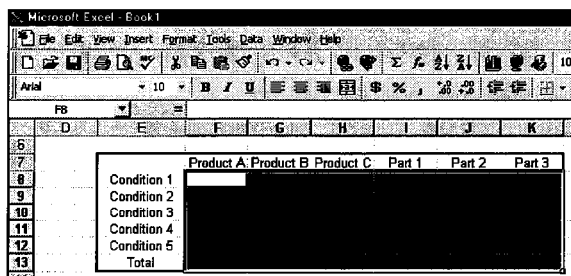 Microsoft Excel - Book1
File Edit View Insert Format Tools Data Window Help
Arial 10 B I U $ % ,
F8 =
D E F G H I J K
6
7 Product A Product B Product C Part 1 Part 2 Part 3
8 Condition 1
9 Condition 2
10 Condition 3
11 Condition 4
12 Condition 5
13 Total